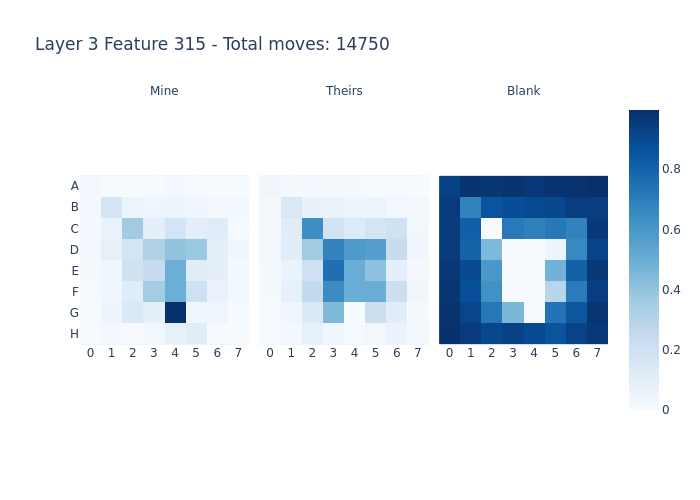 Layer 3 Feature 315 - Total moves: 14750
Mine Theirs Blank
A
B
C
D
E
F
G
H
0 1 2 3 4 5 6 7 0 1 2 3 4 5 6 7 0 1 2 3 4 5 6 7
0.8
0.6
0.4
0.2
0